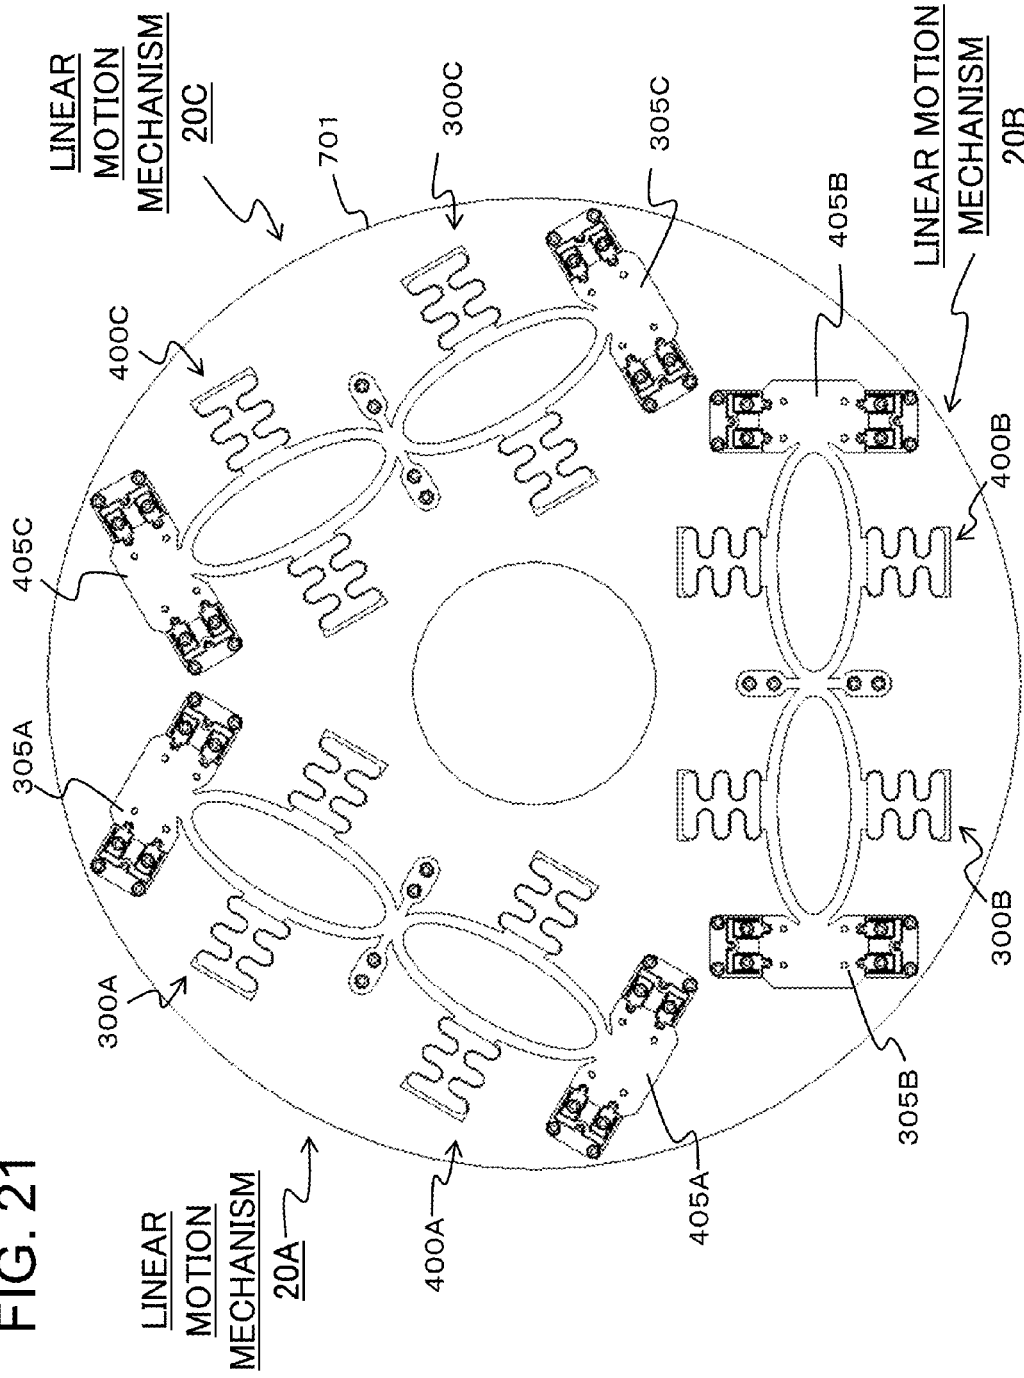 FIG. 21
LINEAR
MOTION
MECHANISM
20A
300A
305A
400A
405A
LINEAR
MOTION
MECHANISM
20C
405C
400C
701
300C
305C
305B
300B
400B
405B
LINEAR MOTION
MECHANISM
20B